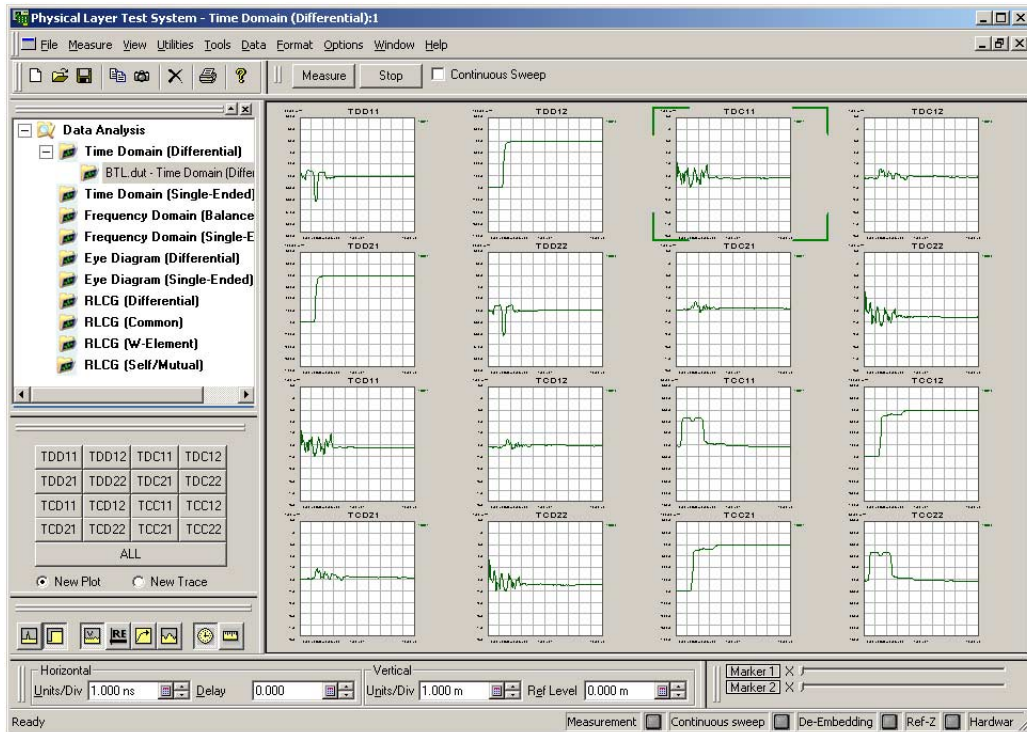 Physical Layer Test System - Time Domain (Differential):1
File Measure View Utilities Tools Data Format Options Window Help
Measure Stop Continuous Sweep
Data Analysis
Time Domain (Differential)
BTL.dut - Time Domain (Differ
Time Domain (Single-Ended)
Frequency Domain (Balance
Frequency Domain (Single-E
Eye Diagram (Differential)
Eye Diagram (Single-Ended)
RLCG (Differential)
RLCG (Common)
RLCG (W-Element)
RLCG (Self/Mutual)
TDD11 TDD12 TDC11 TDC12
TDD21 TDD22 TDC21 TDC22
TCD11 TCD12 TCC11 TCC12
TCD21 TCD22 TCC21 TCC22
ALL
New Plot New Trace
RE
TDD11 TDD12 TDC11 TDC12
TDD21 TDD22 TDC21 TDC22
TCD11 TCD12 TCC11 TCC12
TCD21 TCD22 TCC21 TCC22
Horizontal Vertical
Units/Div 1.000 ns Delay 0.000 Units/Div 1.000 m Ref Level 0.000 m
Marker 1 X
Marker 2 X
Ready Measurement Continuous sweep De-Embedding Ref-Z Hardwar